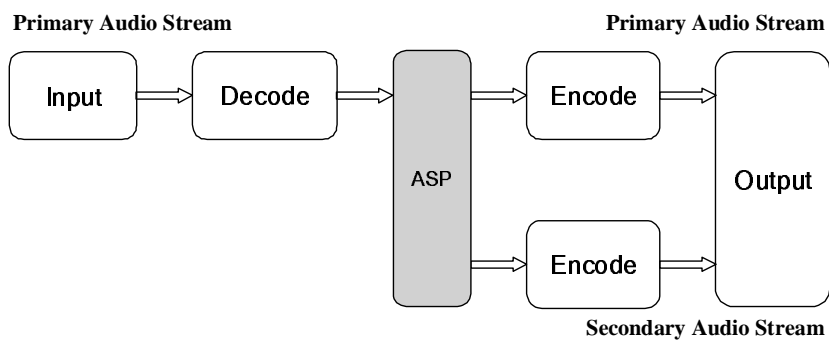 Primary Audio Stream
Primary Audio Stream
Input
Decode
ASP
Encode
Output
Encode
Secondary Audio Stream